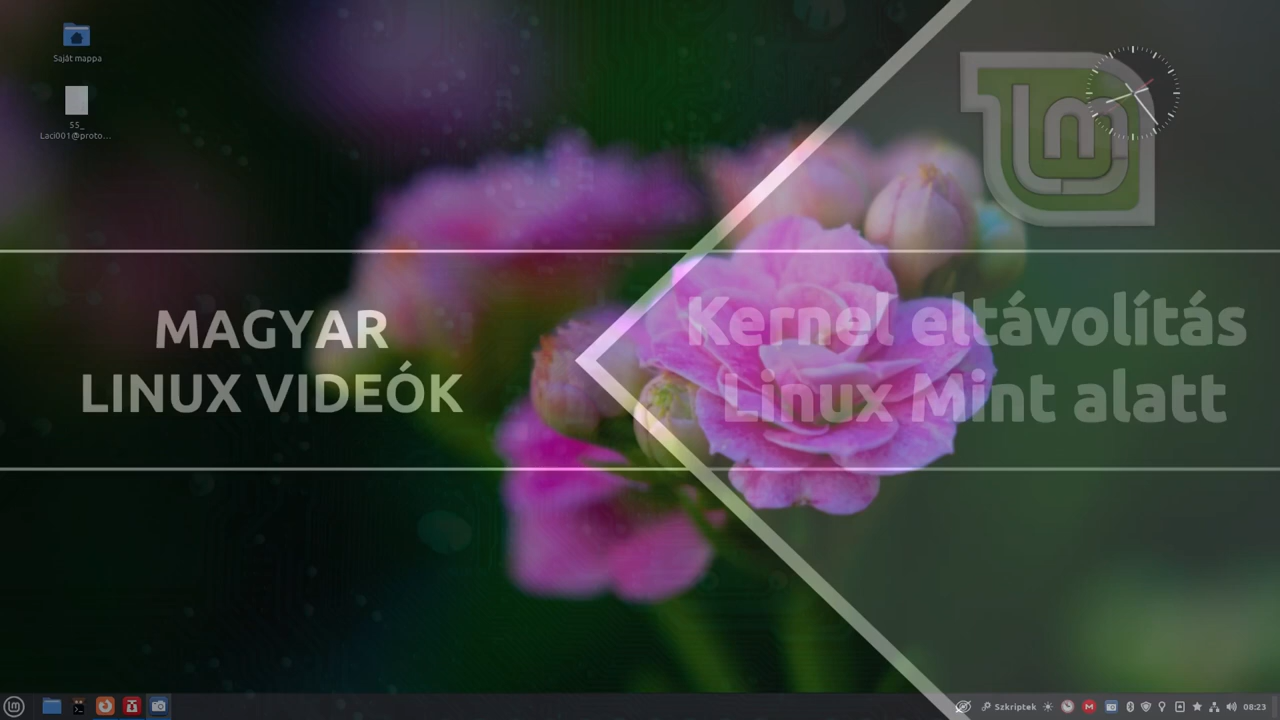 Saját mappa
55_
Laci001@proto...
MAGYAR
LINUX VIDEÓK
Kernel eltávolítás
Linux Mint alatt
Szkriptek
08:23